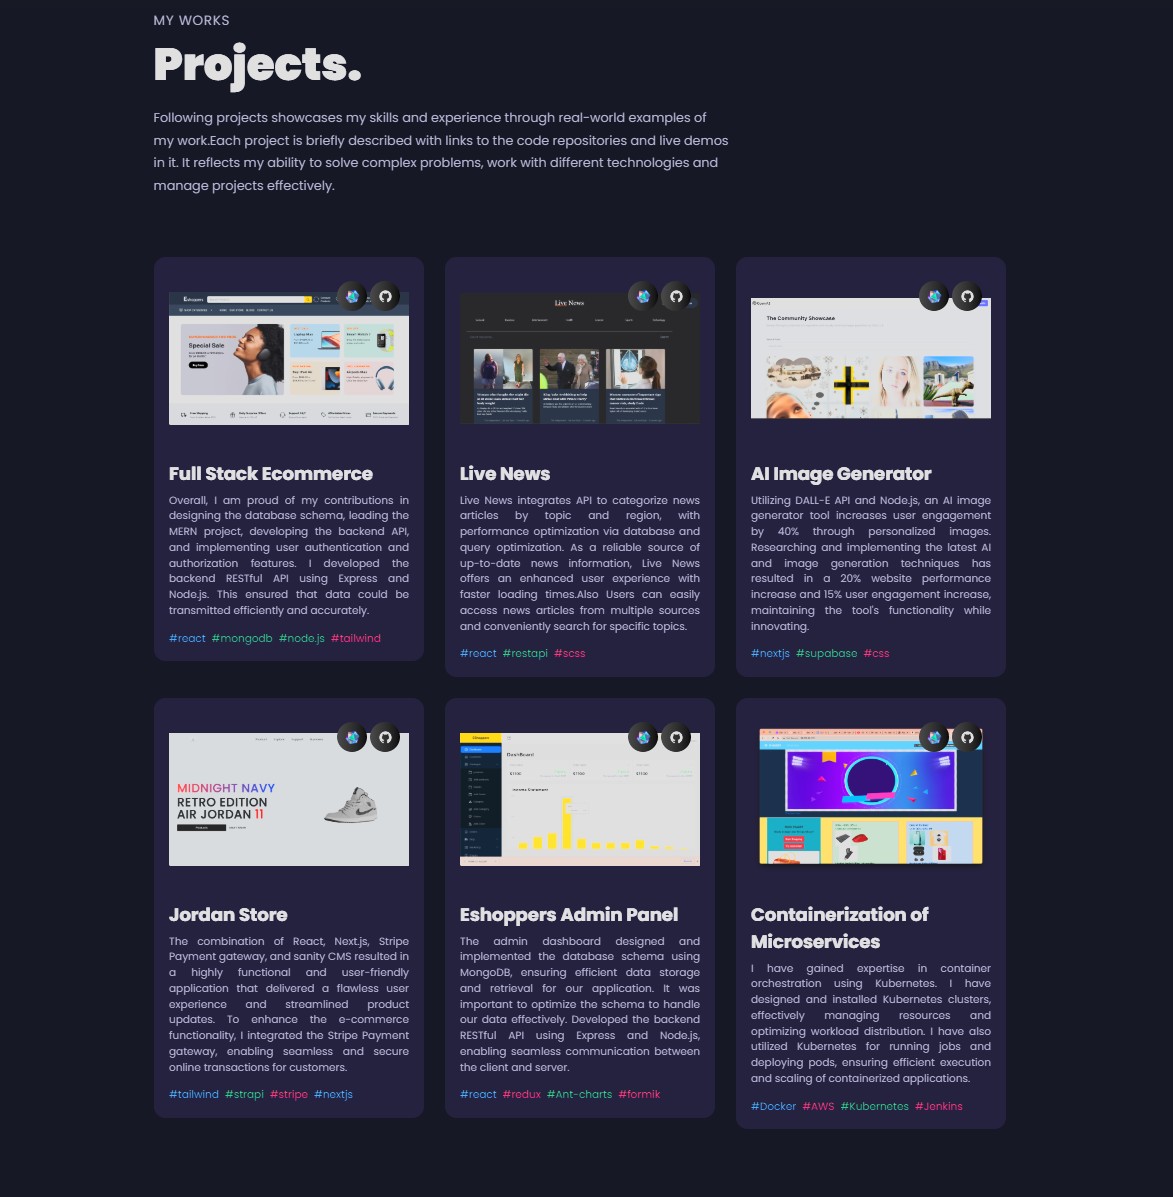 MY WORKS
Projects.
Following projects showcases my skills and experience through real-world examples of
my work.Each project is briefly described with links to the code repositories and live demos
in it. It reflects my ability to solve complex problems, work with different technologies and
manage projects effectively.
Eshoppers
Special Sale
Full Stack Ecommerce
Overall, I am proud of my contributions in
designing the database schema, leading the
MERN project, developing the backend API,
and implementing user authentication and
authorization features. I developed the
backend RESTful API using Express and
Node.js. This ensured that data could be
transmitted efficiently and accurately.
#react #mongodb #node.js #tailwind
Live News
Live News
Live News integrates API to categorize news
articles by topic and region, with
performance optimization via database and
query optimization. As a reliable source of
up-to-date news information, Live News
offers an enhanced user experience with
faster loading times.Also Users can easily
access news articles from multiple sources
and conveniently search for specific topics.
#react #restapi #scss
The Community Showcase
AI Image Generator
Utilizing DALL-E API and Node.js, an AI image
generator tool increases user engagement
by 40% through personalized images.
Researching and implementing the latest AI
and image generation techniques has
resulted in a 20% website performance
increase and 15% user engagement increase,
maintaining the tool's functionality while
innovating.
#nextjs #supabase #css
MIDNIGHT NAVY
RETRO EDITION
AIR JORDAN 11
Jordan Store
The combination of React, Next.js, Stripe
Payment gateway, and sanity CMS resulted in
a highly functional and user-friendly
application that delivered a flawless user
experience and streamlined product
updates. To enhance the e-commerce
functionality, I integrated the Stripe Payment
gateway, enabling seamless and secure
online transactions for customers.
#tailwind #strapi #stripe #nextjs
DashBoard
Income Statement
Eshoppers Admin Panel
The admin dashboard designed and
implemented the database schema using
MongoDB, ensuring efficient data storage
and retrieval for our application. It was
important to optimize the schema to handle
our data effectively. Developed the backend
RESTful API using Express and Node.js,
enabling seamless communication between
the client and server.
#react #redux #Ant-charts #formik
Containerization of
Microservices
I have gained expertise in container
orchestration using Kubernetes. I have
designed and installed Kubernetes clusters,
effectively managing resources and
optimizing workload distribution. I have also
utilized Kubernetes for running jobs and
deploying pods, ensuring efficient execution
and scaling of containerized applications.
#Docker #AWS #Kubernetes #Jenkins